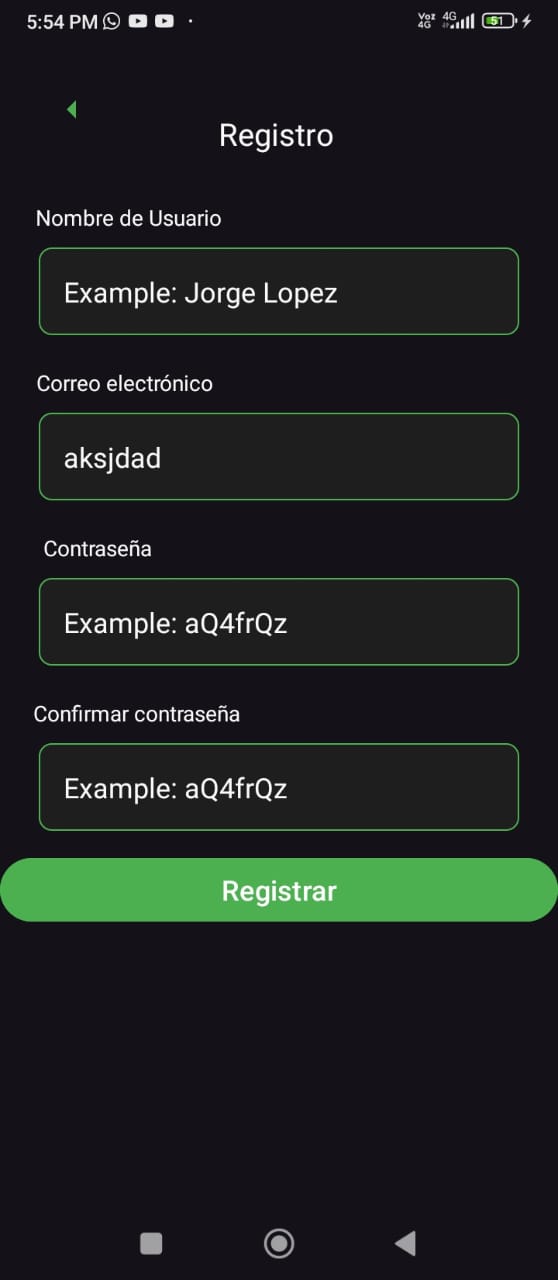 5:54 PM
Voz 4G 4G 51
Registro
Nombre de Usuario
Example: Jorge Lopez
Correo electrónico
aksjdad
Contraseña
Example: aQ4frQz
Confirmar contraseña
Example: aQ4frQz
Registrar